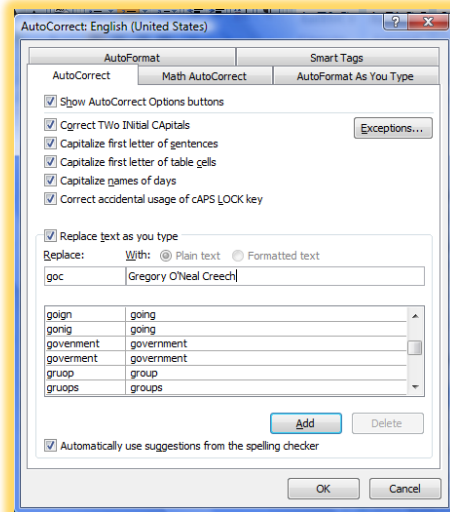 AutoCorrect: English (United States)
AutoFormat Smart Tags
AutoCorrect Math AutoCorrect AutoFormat As You Type
Show AutoCorrect Options buttons
Correct TWo INitial CApitals Exceptions...
Capitalize first letter of sentences
Capitalize first letter of table cells
Capitalize names of days
Correct accidental usage of cAPS LOCK key
Replace text as you type
Replace: With: Plain text Formatted text
goc Gregory O'Neal Creech
goign going
gonig going
govenment government
goverment government
gruop group
gruops groups
Add Delete
Automatically use suggestions from the spelling checker
OK Cancel